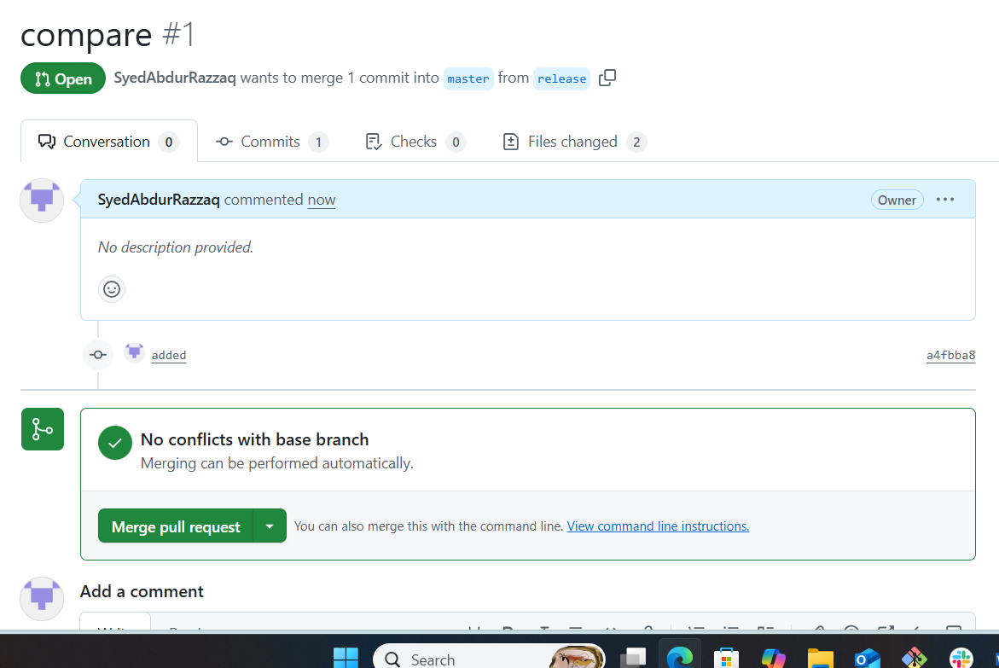 compare #1
Open SyedAbdurRazzaq wants to merge 1 commit into master from release
Conversation 0 Commits 1 Checks 0 Files changed 2
SyedAbdurRazzaq commented now Owner
No description provided.
added a4fbba8
No conflicts with base branch
Merging can be performed automatically.
Merge pull request You can also merge this with the command line. View command line instructions.
Add a comment
Search